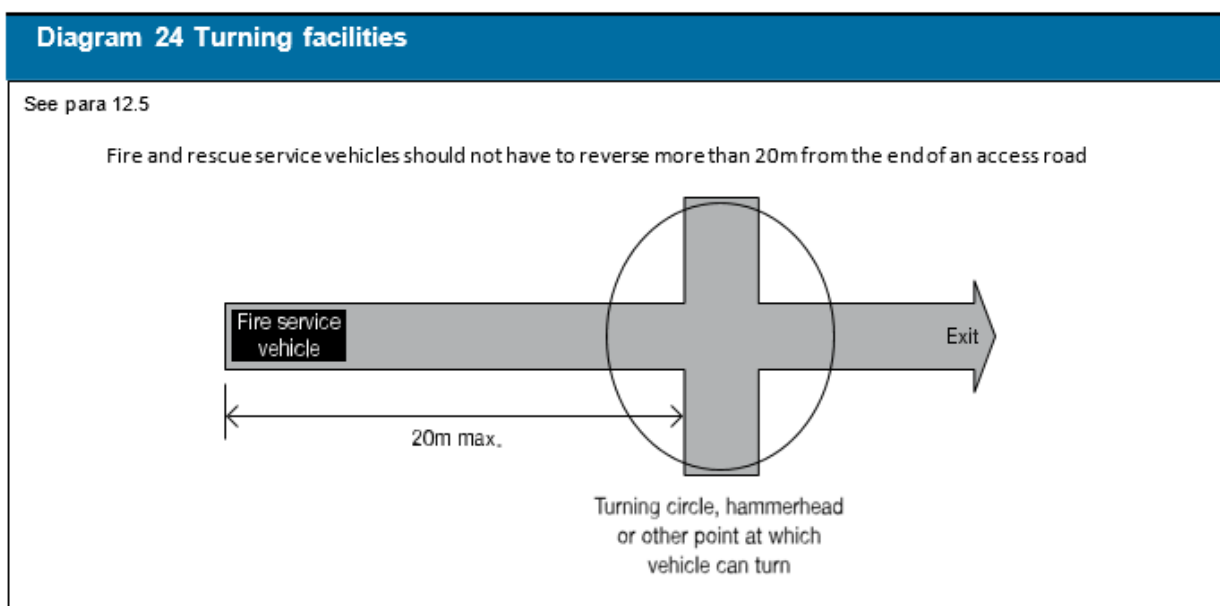 Diagram 24 Turning facilities
See para 12.5
Fire and rescue service vehicles should not have to reverse more than 20m from the end of an access road
Fire service
vehicle
Exit
20m max.
Turning circle, hammerhead
or other point at which
vehicle can turn